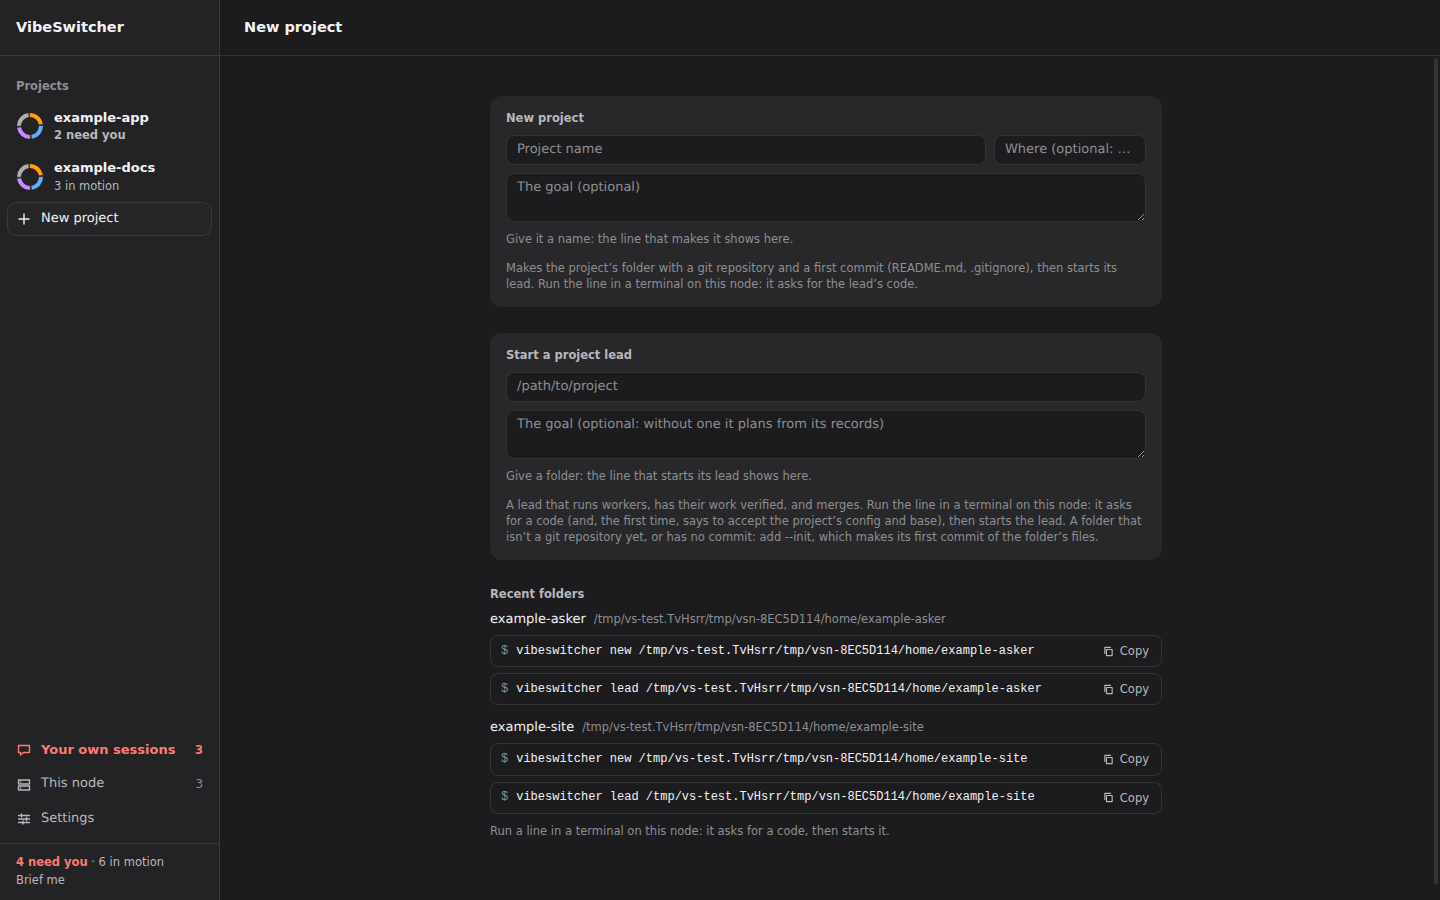 VibeSwitcher
New project
Projects
example-app
2 need you
example-docs
3 in motion
New project
Your own sessions 3
This node 3
Settings
4 need you · 6 in motion
Brief me
New project
Project name
Where (optional: …
The goal (optional)
Give it a name: the line that makes it shows here.
Makes the project’s folder with a git repository and a first commit (README.md, .gitignore), then starts its
lead. Run the line in a terminal on this node: it asks for the lead’s code.
Start a project lead
/path/to/project
The goal (optional: without one it plans from its records)
Give a folder: the line that starts its lead shows here.
A lead that runs workers, has their work verified, and merges. Run the line in a terminal on this node: it asks
for a code (and, the first time, says to accept the project’s config and base), then starts the lead. A folder that
isn’t a git repository yet, or has no commit: add --init, which makes its first commit of the folder’s files.
Recent folders
example-asker /tmp/vs-test.TvHsrr/tmp/vsn-8EC5D114/home/example-asker
$ vibeswitcher new /tmp/vs-test.TvHsrr/tmp/vsn-8EC5D114/home/example-asker Copy
$ vibeswitcher lead /tmp/vs-test.TvHsrr/tmp/vsn-8EC5D114/home/example-asker Copy
example-site /tmp/vs-test.TvHsrr/tmp/vsn-8EC5D114/home/example-site
$ vibeswitcher new /tmp/vs-test.TvHsrr/tmp/vsn-8EC5D114/home/example-site Copy
$ vibeswitcher lead /tmp/vs-test.TvHsrr/tmp/vsn-8EC5D114/home/example-site Copy
Run a line in a terminal on this node: it asks for a code, then starts it.